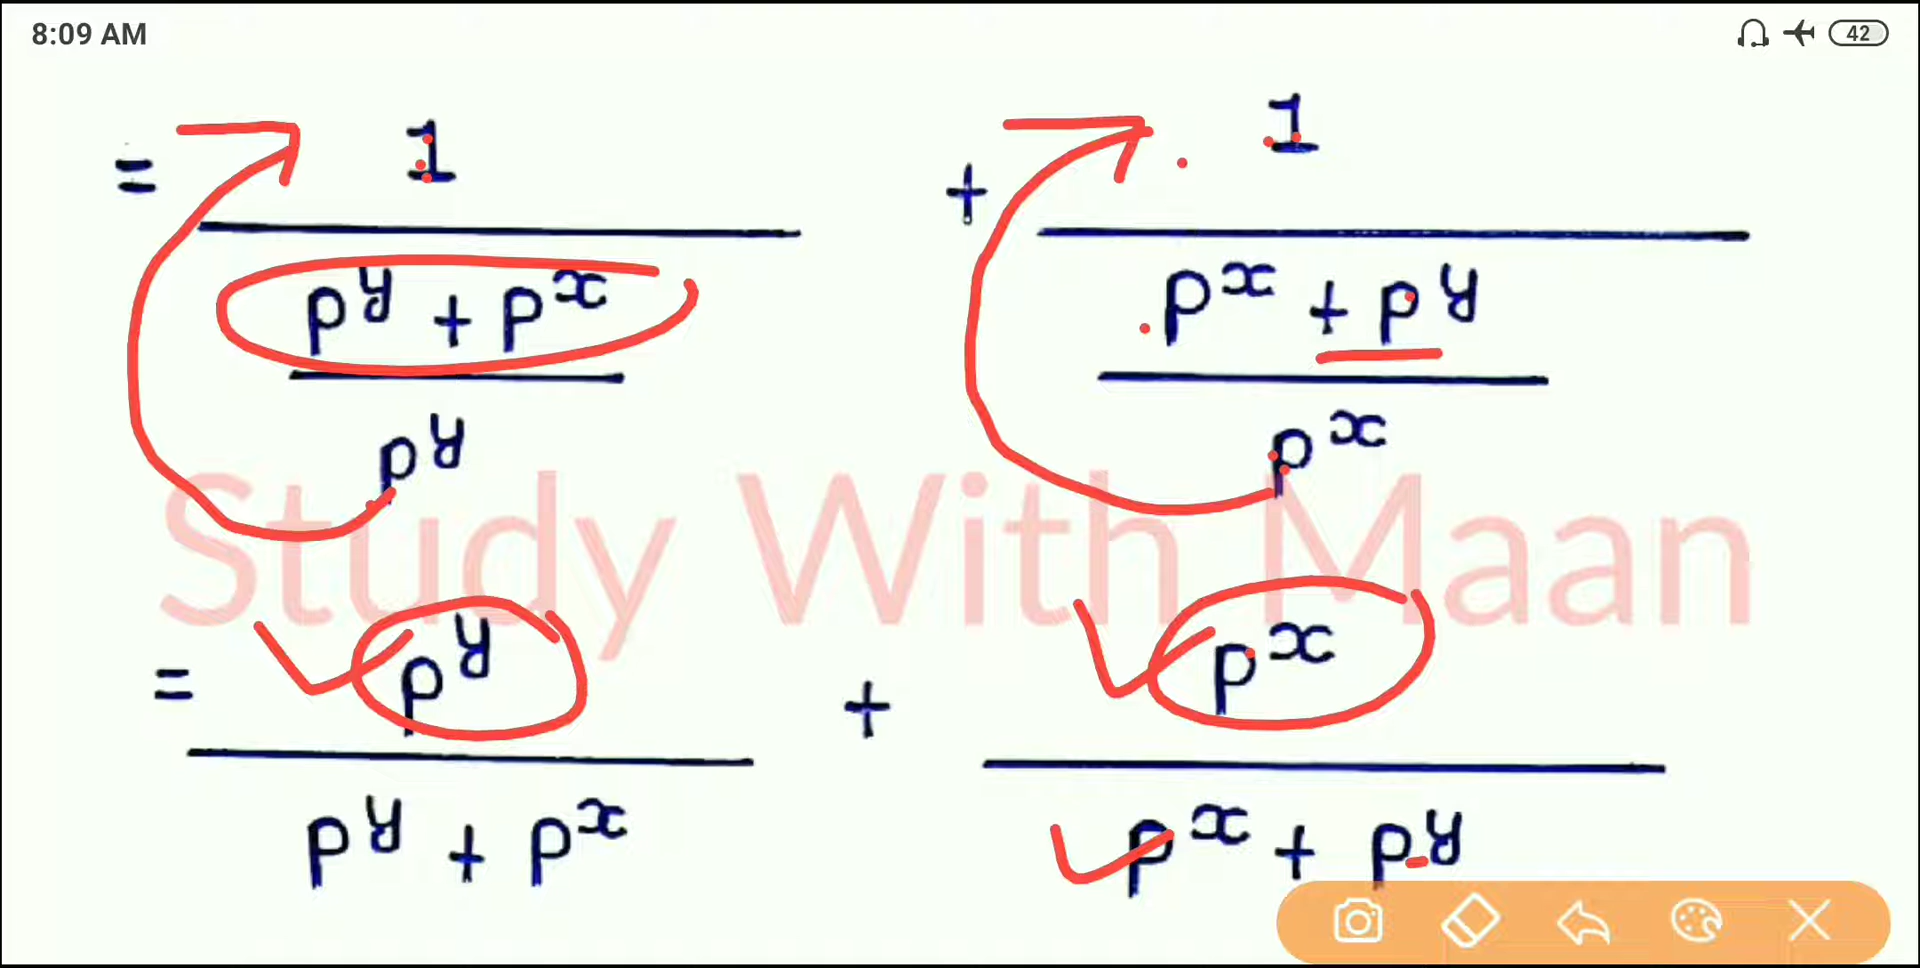 8:09 AM 42
= 1 + 1
p^y + p^x p^x + p^y
p^y p^x
Study With Maan
= p^y + p^x
p^y + p^x p^x + p^y